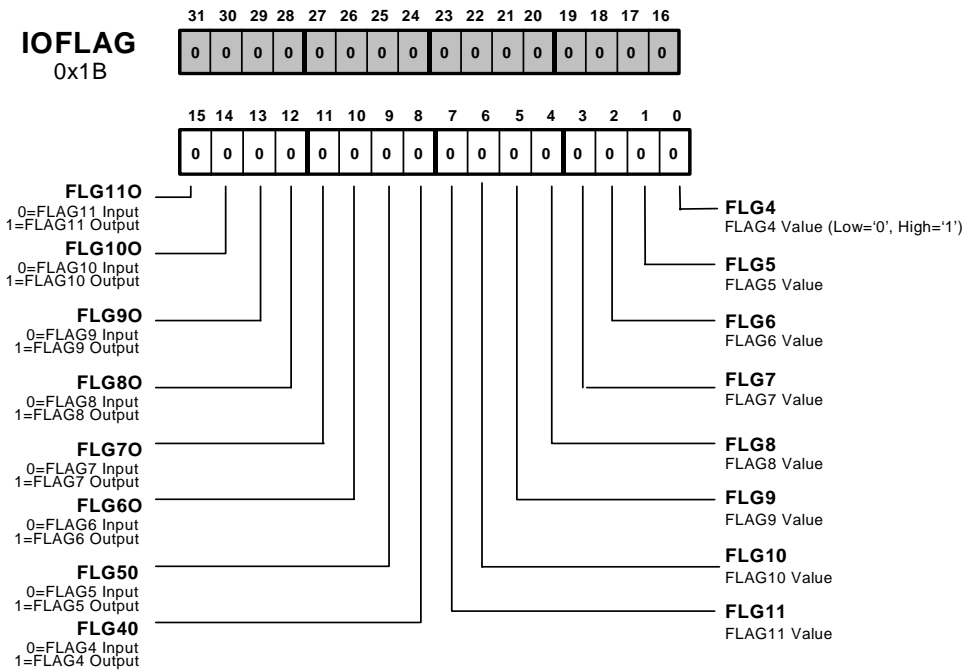 31 30 29 28 27 26 25 24 23 22 21 20 19 18 17 16
IOFLAG
0x1B
0 0 0 0 0 0 0 0 0 0 0 0 0 0 0 0
15 14 13 12 11 10 9 8 7 6 5 4 3 2 1 0
0 0 0 0 0 0 0 0 0 0 0 0 0 0 0 0
FLG11O
0=FLAG11 Input
1=FLAG11 Output
FLG10O
0=FLAG10 Input
1=FLAG10 Output
FLG9O
0=FLAG9 Input
1=FLAG9 Output
FLG8O
0=FLAG8 Input
1=FLAG8 Output
FLG7O
0=FLAG7 Input
1=FLAG7 Output
FLG6O
0=FLAG6 Input
1=FLAG6 Output
FLG50
0=FLAG5 Input
1=FLAG5 Output
FLG40
0=FLAG4 Input
1=FLAG4 Output
FLG4
FLAG4 Value (Low=‘0’, High=‘1’)
FLG5
FLAG5 Value
FLG6
FLAG6 Value
FLG7
FLAG7 Value
FLG8
FLAG8 Value
FLG9
FLAG9 Value
FLG10
FLAG10 Value
FLG11
FLAG11 Value